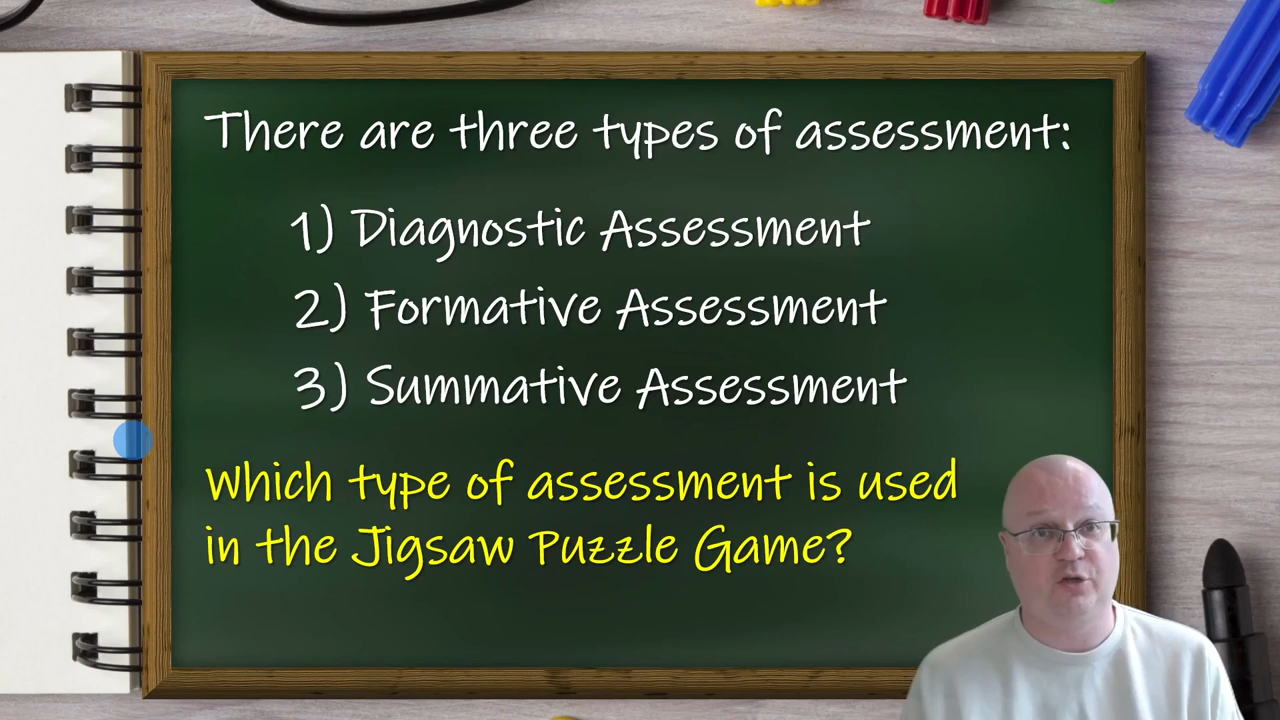 There are three types of assessment:
1) Diagnostic Assessment
2) Formative Assessment
3) Summative Assessment
Which type of assessment is used
in the Jigsaw Puzzle Game?